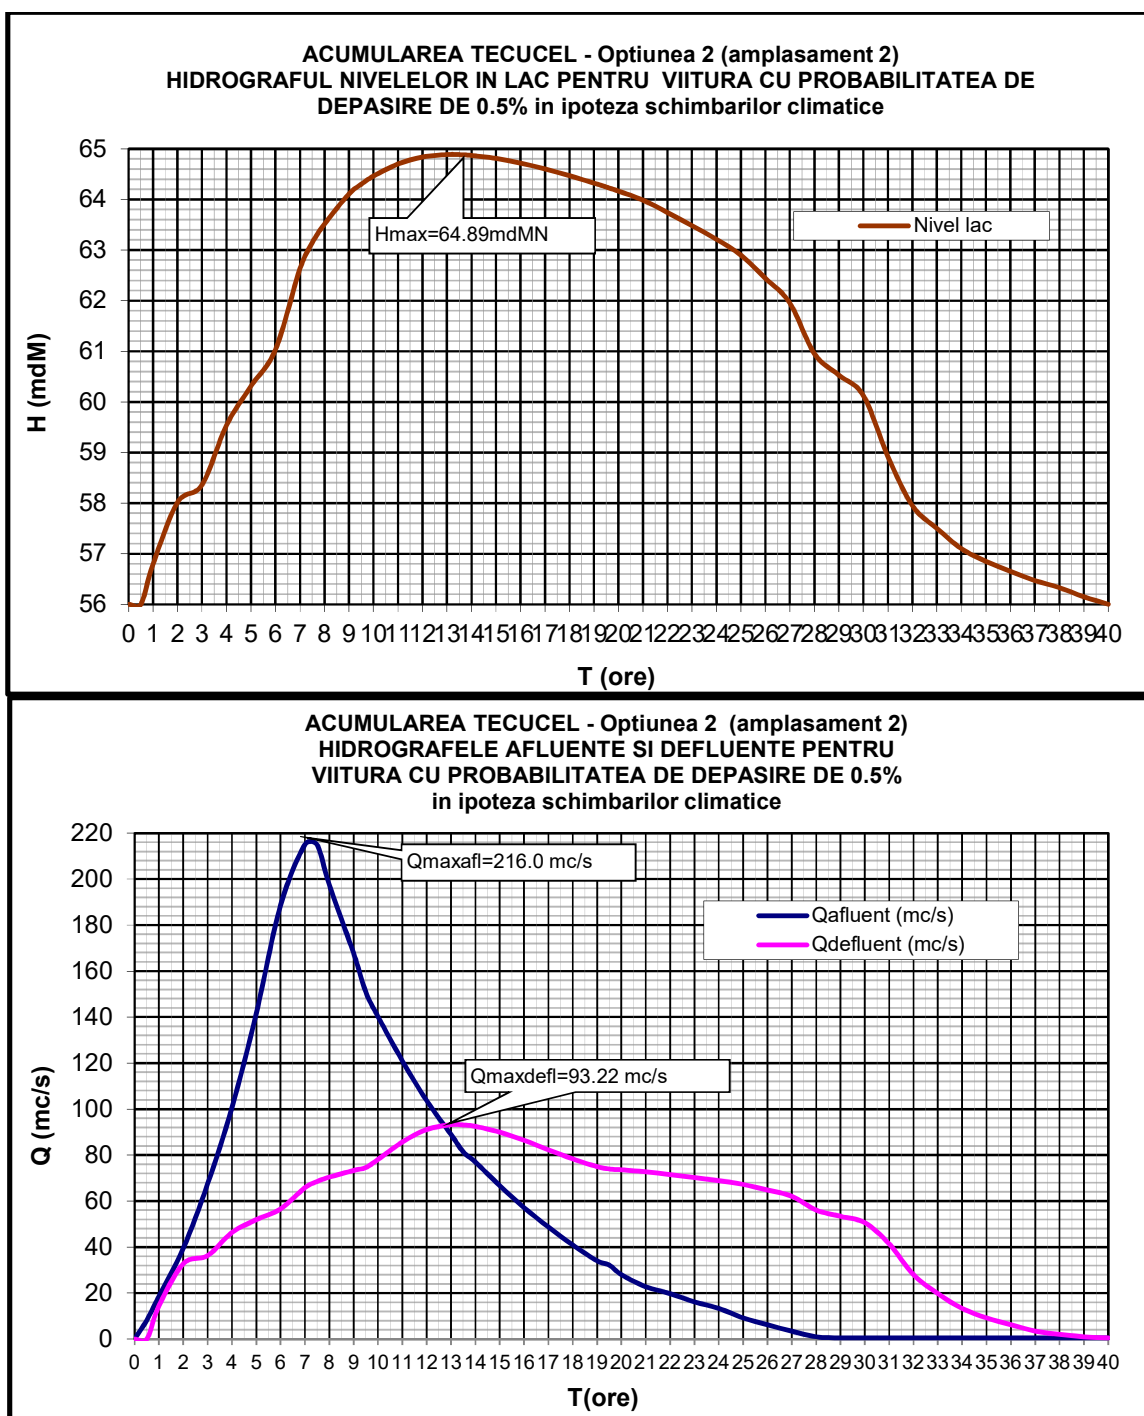 ACUMULAREA TECUCEL - Optiunea 2 (amplasament 2)
HIDROGRAFUL NIVELELOR IN LAC PENTRU VIITURA CU PROBABILITATEA DE
DEPASIRE DE 0.5% in ipoteza schimbarilor climatice
65
64
63
62
61
60
59
58
57
56
H (mdM)
Hmax=64.89mdMN
Nivel lac
0 1 2 3 4 5 6 7 8 9 10 11 12 13 14 15 16 17 18 19 20 21 22 23 24 25 26 27 28 29 30 31 32 33 34 35 36 37 38 39 40
T (ore)
ACUMULAREA TECUCEL - Optiunea 2 (amplasament 2)
HIDROGRAFELE AFLUENTE SI DEFLUENTE PENTRU
VIITURA CU PROBABILITATEA DE DEPASIRE DE 0.5%
in ipoteza schimbarilor climatice
220
200
180
160
140
120
100
80
60
40
20
0
Q (mc/s)
Qmaxafl=216.0 mc/s
Qafluent (mc/s)
Qdefluent (mc/s)
Qmaxdefl=93.22 mc/s
0 1 2 3 4 5 6 7 8 9 10 11 12 13 14 15 16 17 18 19 20 21 22 23 24 25 26 27 28 29 30 31 32 33 34 35 36 37 38 39 40
T(ore)